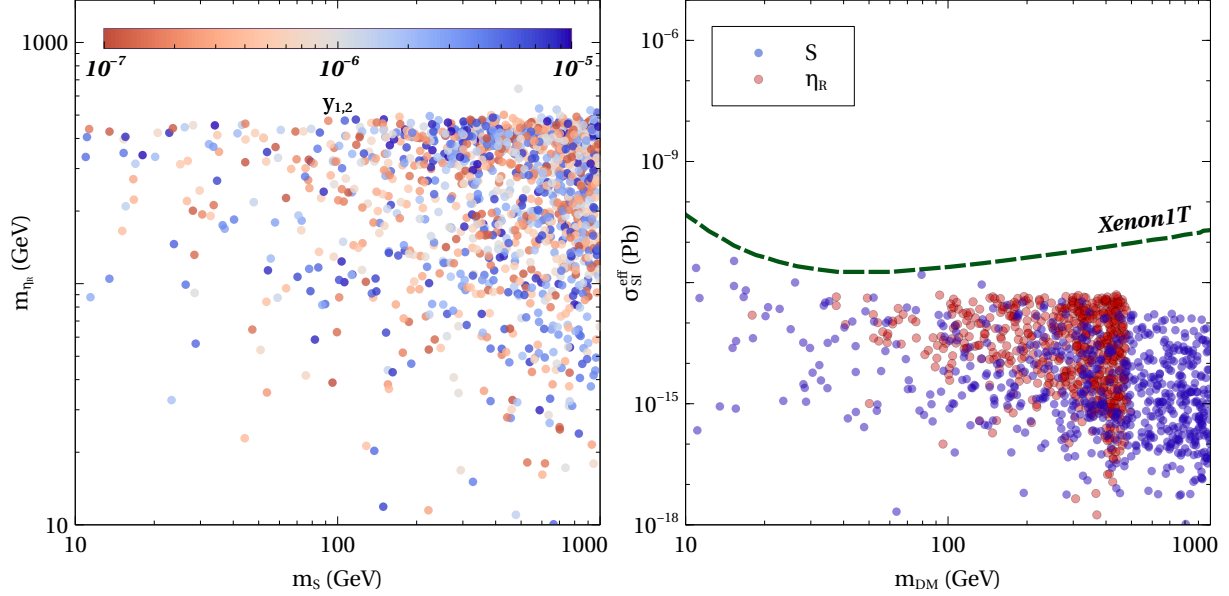 1000
10⁻⁷ 10⁻⁶ 10⁻⁵
y₁,₂
m_ηR (GeV)
10
10 100 1000
m_S (GeV)
10⁻⁶
S
η_R
10⁻⁹
Xenon1T
σ_SI^eff (Pb)
10⁻¹⁵
10⁻¹⁸
10 100 1000
m_DM (GeV)